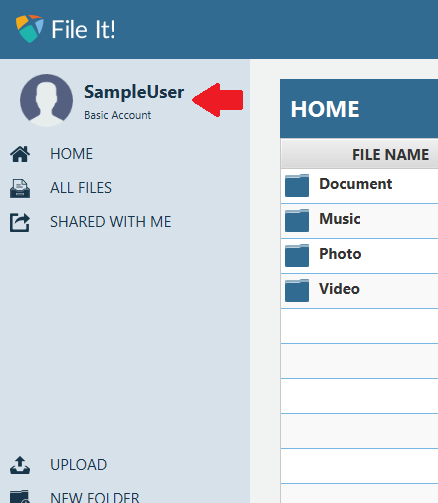 File It!
SampleUser
Basic Account
HOME
ALL FILES
SHARED WITH ME
UPLOAD
NEW FOLDER
HOME
FILE NAME
Document
Music
Photo
Video